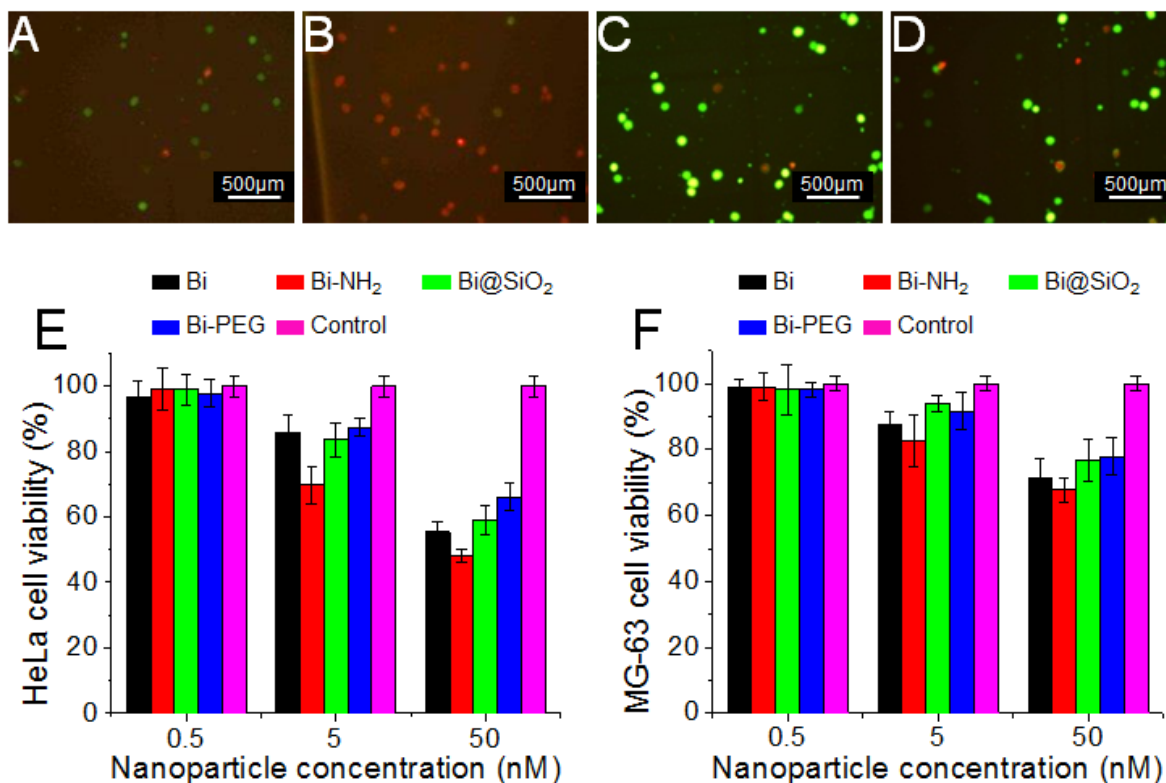 A B C D
500µm 500µm 500µm 500µm
E
Bi Bi-NH₂ Bi@SiO₂
Bi-PEG Control
HeLa cell viability (%)
100
80
60
40
20
0
0.5 5 50
Nanoparticle concentration (nM)
F
Bi Bi-NH₂ Bi@SiO₂
Bi-PEG Control
MG-63 cell viability (%)
100
80
60
40
20
0
0.5 5 50
Nanoparticle concentration (nM)